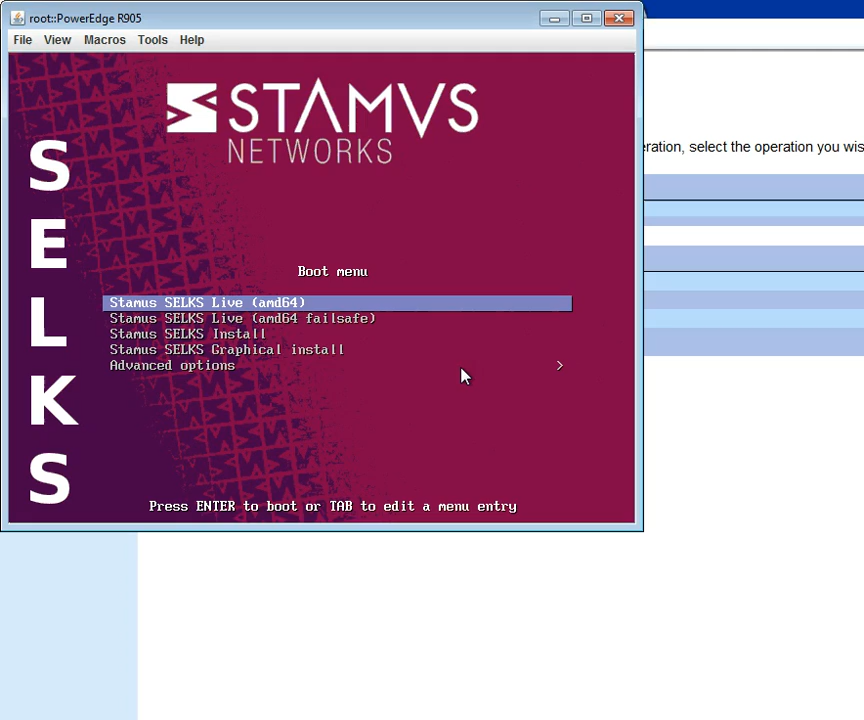 root::PowerEdge R905
File View Macros Tools Help
STAMVS
NETWORKS
S
E
L
K
S
Boot menu
Stamus SELKS Live (amd64)
Stamus SELKS Live (amd64 failsafe)
Stamus SELKS Install
Stamus SELKS Graphical install
Advanced options >
Press ENTER to boot or TAB to edit a menu entry
eration, select the operation you wis